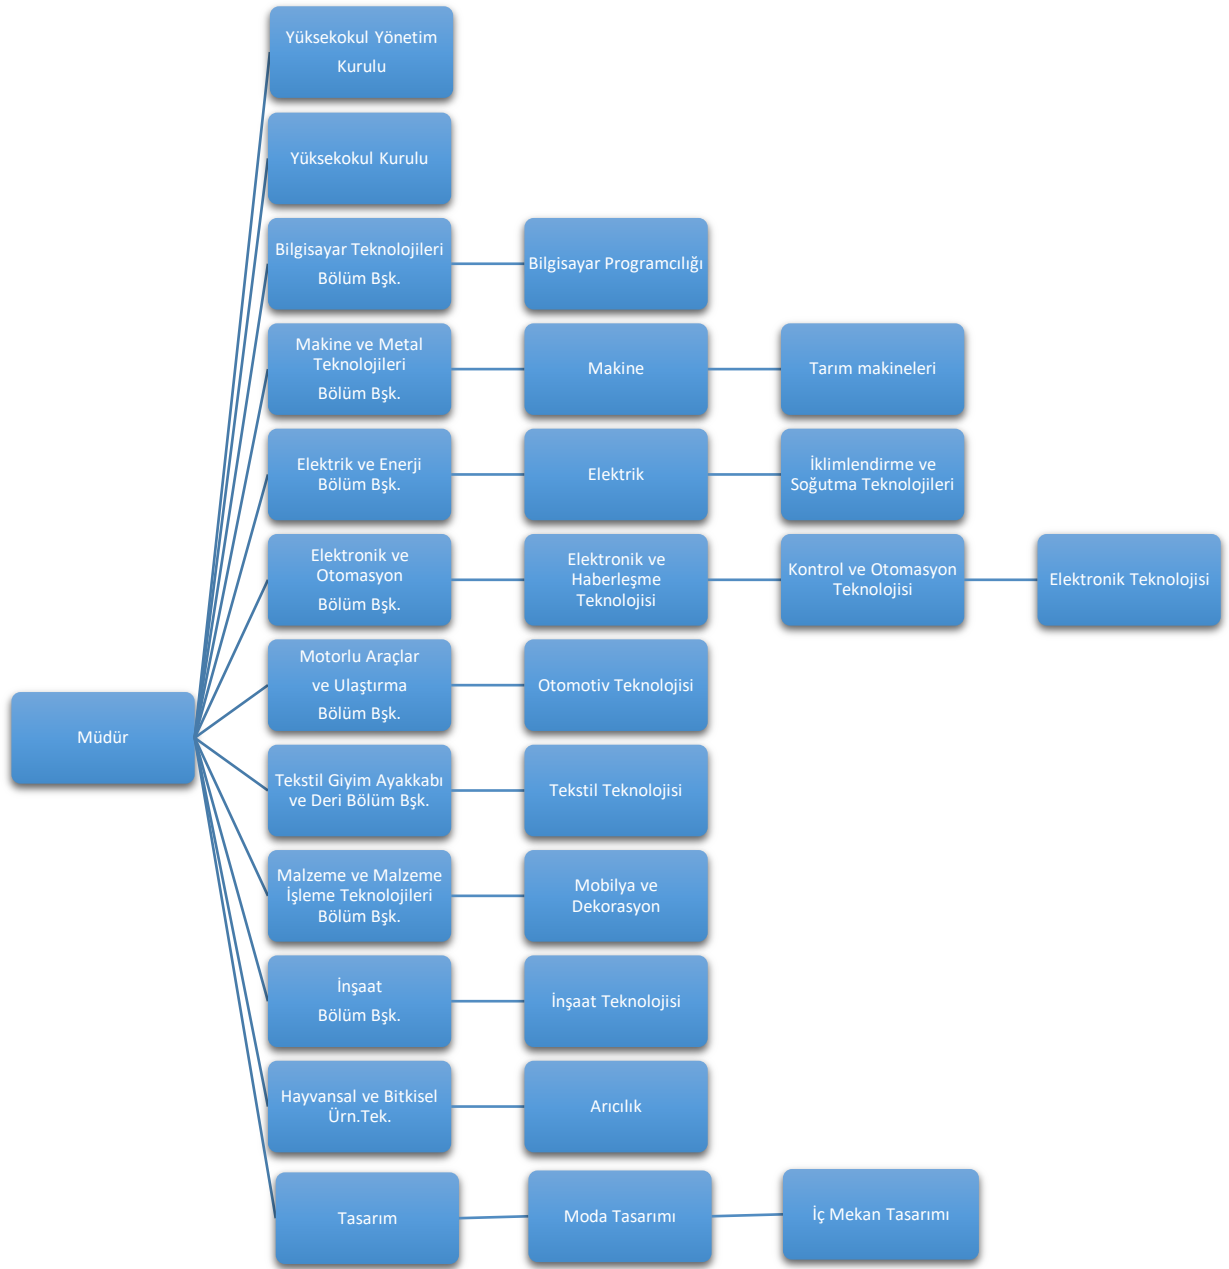 Yüksekokul Yönetim
Kurulu
Yüksekokul Kurulu
Bilgisayar Teknolojileri
Bölüm Bşk.
Bilgisayar Programcılığı
Makine ve Metal
Teknolojileri
Bölüm Bşk.
Makine
Tarım makineleri
Elektrik ve Enerji
Bölüm Bşk.
Elektrik
İklimlendirme ve
Soğutma Teknolojileri
Elektronik ve
Otomasyon
Bölüm Bşk.
Elektronik ve
Haberleşme
Teknolojisi
Kontrol ve Otomasyon
Teknolojisi
Elektronik Teknolojisi
Motorlu Araçlar
ve Ulaştırma
Bölüm Bşk.
Otomotiv Teknolojisi
Müdür
Tekstil Giyim Ayakkabı
ve Deri Bölüm Bşk.
Tekstil Teknolojisi
Malzeme ve Malzeme
İşleme Teknolojileri
Bölüm Bşk.
Mobilya ve
Dekorasyon
İnşaat
Bölüm Bşk.
İnşaat Teknolojisi
Hayvansal ve Bitkisel
Ürn.Tek.
Arıcılık
Tasarım
Moda Tasarımı
İç Mekan Tasarımı